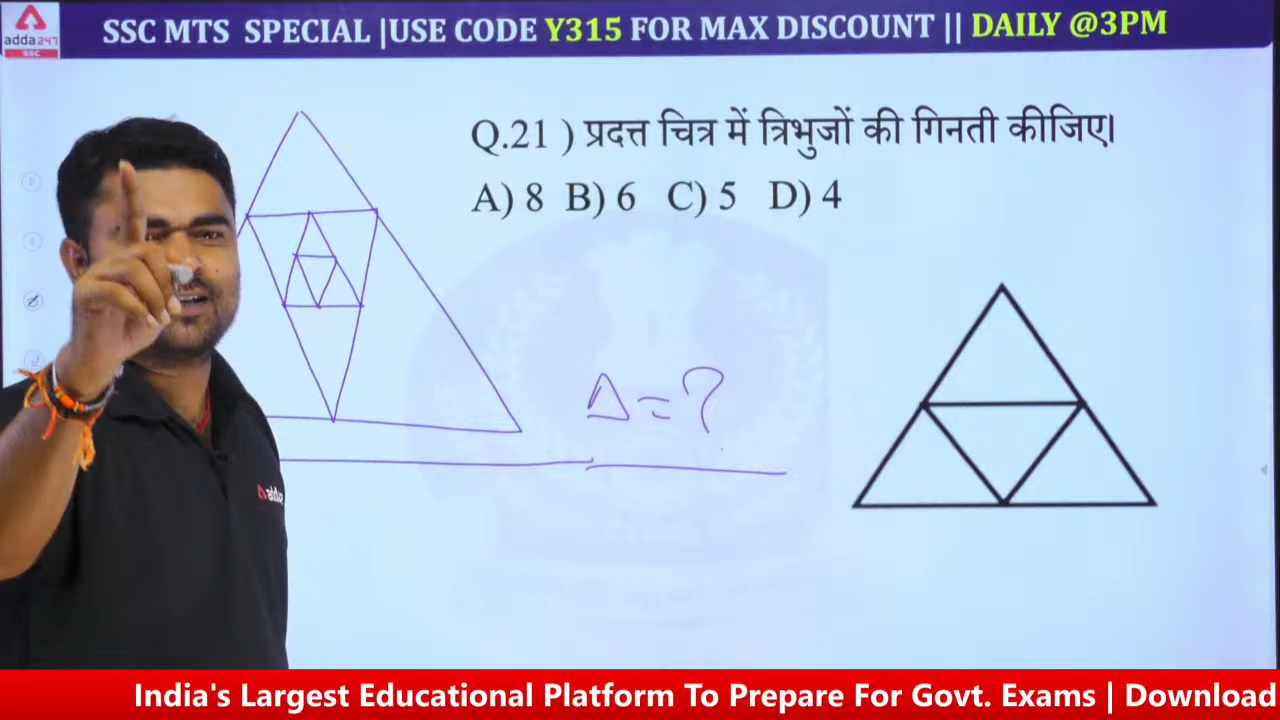 adda247
SSC
SSC MTS SPECIAL |USE CODE Y315 FOR MAX DISCOUNT || DAILY @3PM
Q.21 ) प्रदत्त चित्र में त्रिभुजों की गिनती कीजिए।
A) 8 B) 6 C) 5 D) 4
Δ = ?
India's Largest Educational Platform To Prepare For Govt. Exams | Download